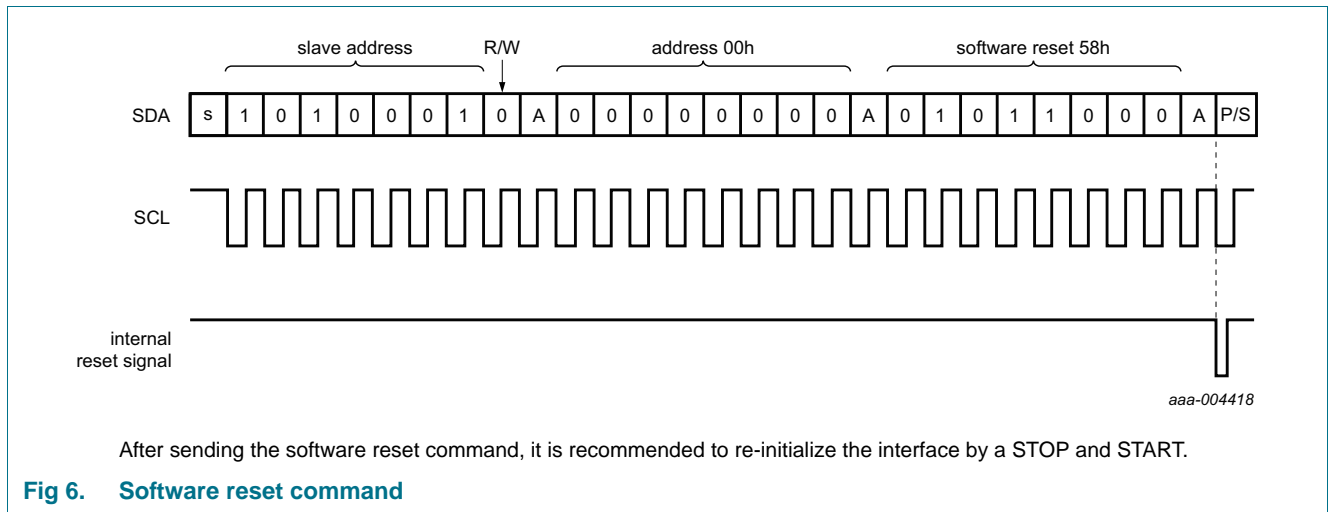 slave address R/W address 00h software reset 58h
SDA s 1 0 1 0 0 0 1 0 A 0 0 0 0 0 0 0 0 A 0 1 0 1 1 0 0 0 A P/S
SCL
internal
reset signal
aaa-004418
After sending the software reset command, it is recommended to re-initialize the interface by a STOP and START.
Fig 6. Software reset command